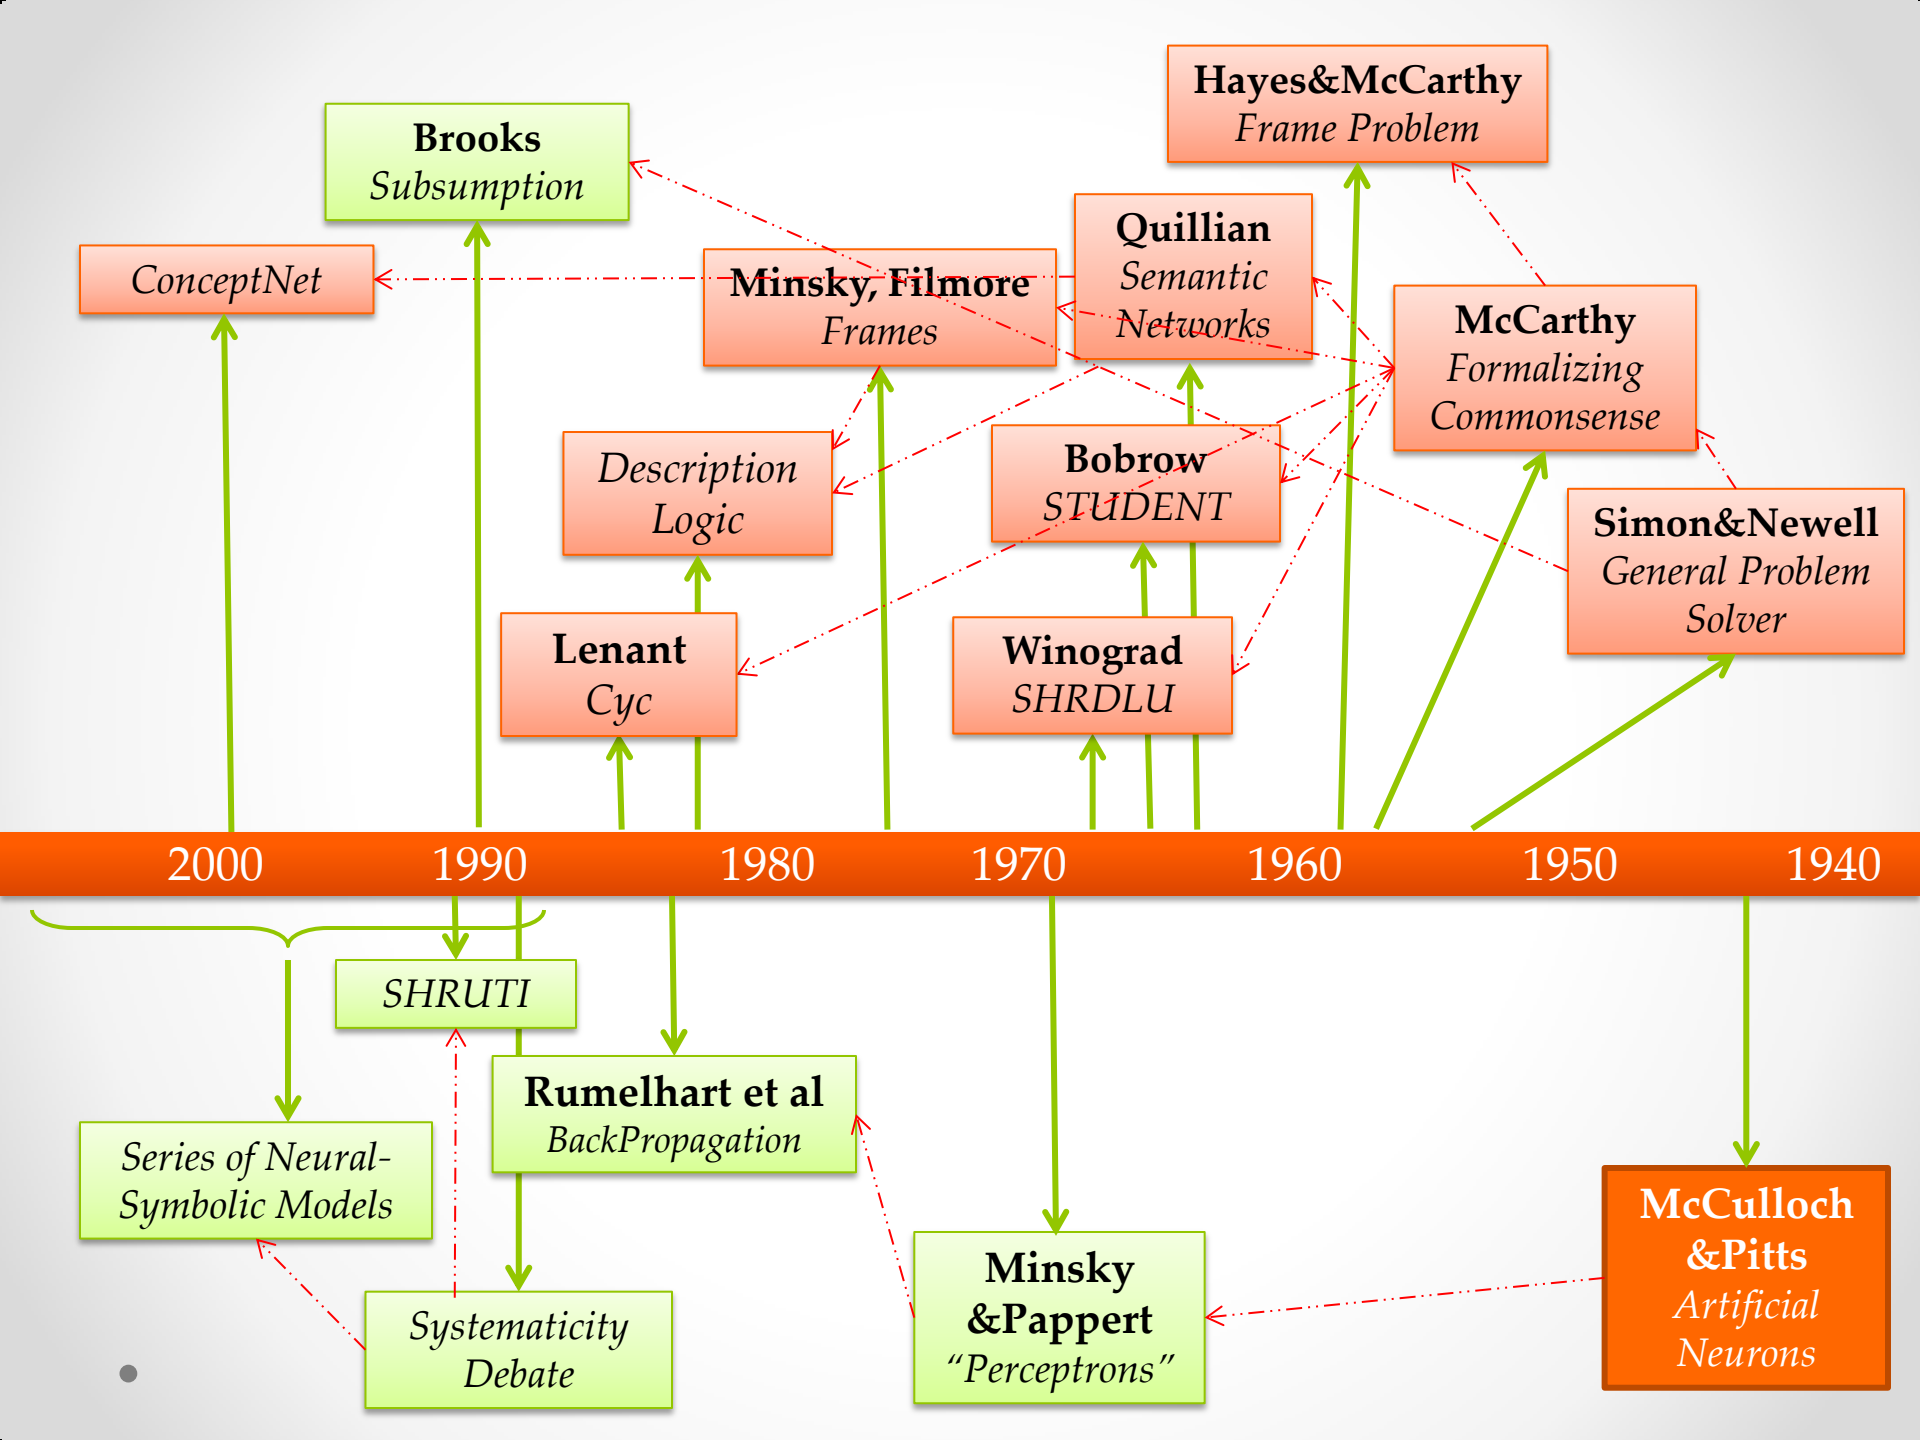 Hayes&McCarthy
Frame Problem
Brooks
Subsumption
Quillian
Semantic
Networks
ConceptNet
Minsky, Filmore
Frames
McCarthy
Formalizing
Commonsense
Description
Logic
Bobrow
STUDENT
Simon&Newell
General Problem
Solver
Lenant
Cyc
Winograd
SHRDLU
2000 1990 1980 1970 1960 1950 1940
SHRUTI
Rumelhart et al
BackPropagation
Series of Neural-
Symbolic Models
McCulloch
&Pitts
Artificial
Neurons
Minsky
&Pappert
“Perceptrons”
Systematicity
Debate